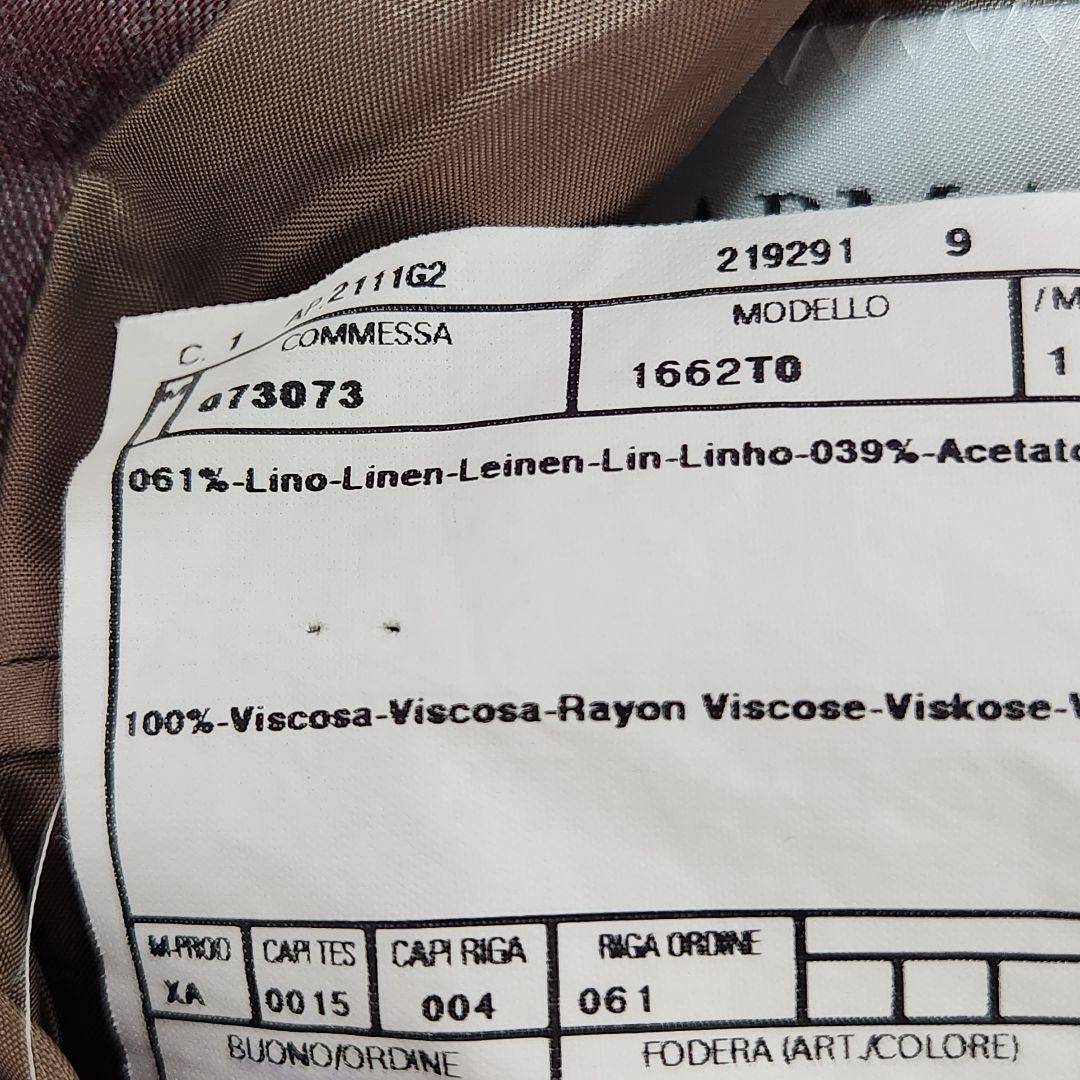 219291 9
C. 1 AP. 2111G2
COMMESSA MODELLO /M
073073 1662T0 1
061%-Lino-Linen-Leinen-Lin-Linho-039%-Acetato
100%-Viscosa-Viscosa-Rayon Viscose-Viskose-V
M-PROD CAPI TES CAPI RIGA RIGA ORDINE
XA 0015 004 061
BUONO/ORDINE FODERA (ART./COLORE)